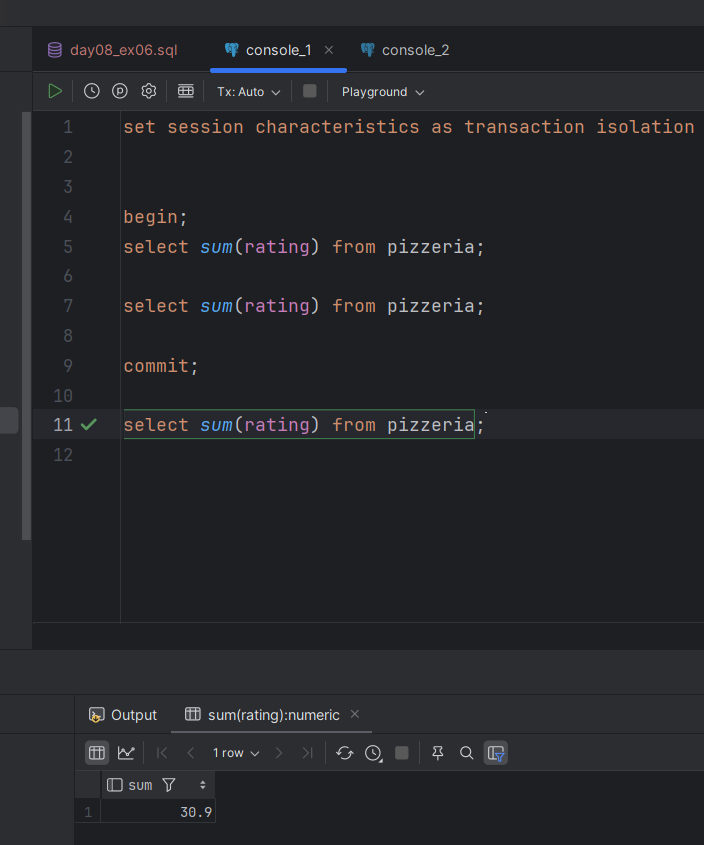 day08_ex06.sql console_1 console_2
Tx: Auto Playground
1 set session characteristics as transaction isolation
2
3
4 begin;
5 select sum(rating) from pizzeria;
6
7 select sum(rating) from pizzeria;
8
9 commit;
10
11 select sum(rating) from pizzeria;
12
Output sum(rating):numeric
1 row
sum
1 30.9